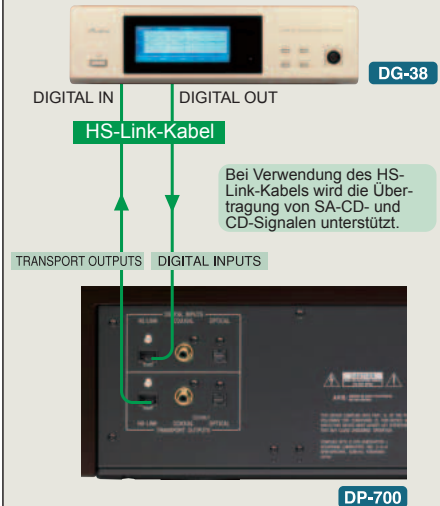 DG-38
DIGITAL IN DIGITAL OUT
HS-Link-Kabel
Bei Verwendung des HS-
Link-Kabels wird die Über-
tragung von SA-CD- und
CD-Signalen unterstützt.
TRANSPORT OUTPUTS DIGITAL INPUTS
DIGITAL INPUTS
HS-LINK COAXIAL OPTICAL
HS-LINK COAXIAL OPTICAL
TRANSPORT OUTPUTS
DP-700